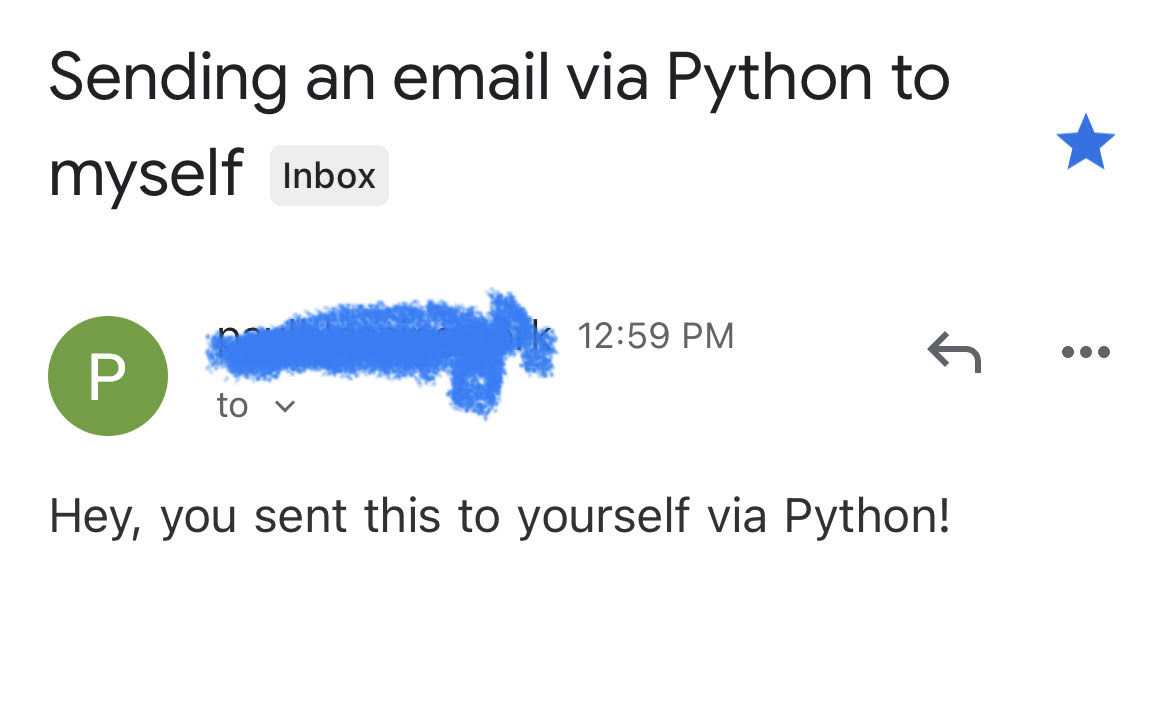 Sending an email via Python to
myself Inbox
P
12:59 PM
to
Hey, you sent this to yourself via Python!